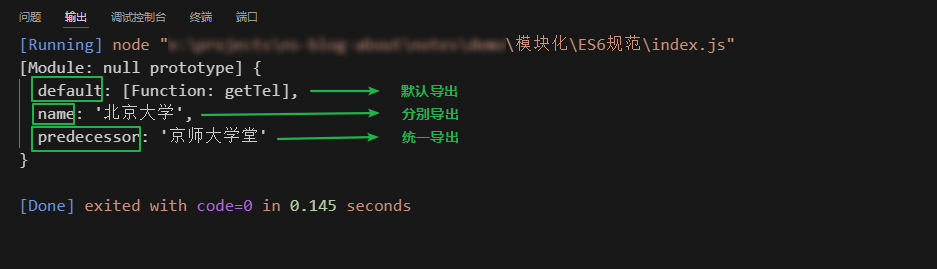 问题 输出 调试控制台 终端 端口
[Running] node "\模块化\ES6规范\index.js"
[Module: null prototype] {
default: [Function: getTel], 默认导出
name: '北京大学', 分别导出
predecessor: '京师大学堂' 统一导出
}
[Done] exited with code=0 in 0.145 seconds